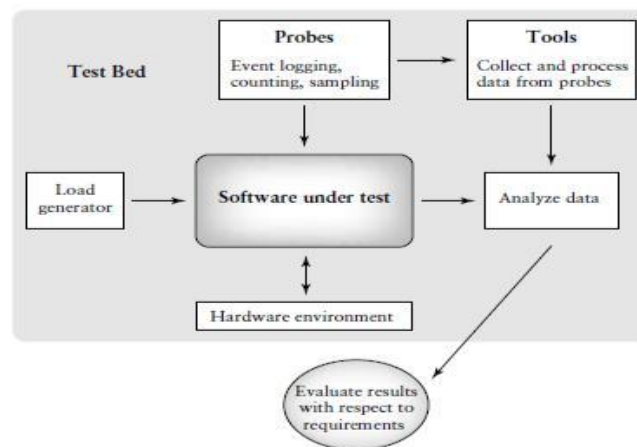 Probes
Event logging,
counting, sampling
Tools
Collect and process
data from probes
Test Bed
Load
generator
Software under test
Analyze data
Hardware environment
Evaluate results
with respect to
requirements